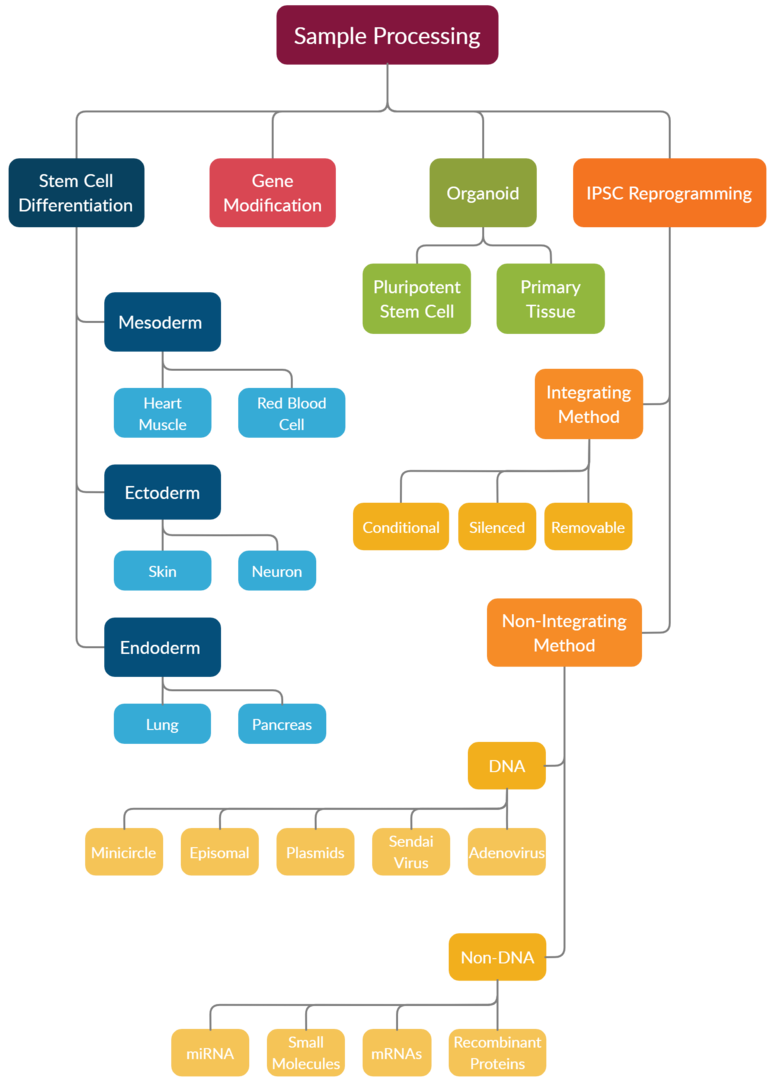 Sample Processing
Stem Cell
Differentiation
Gene
Modification
Organoid
IPSC Reprogramming
Pluripotent
Stem Cell
Primary
Tissue
Mesoderm
Heart
Muscle
Red Blood
Cell
Integrating
Method
Conditional
Silenced
Removable
Ectoderm
Skin
Neuron
Non-Integrating
Method
Endoderm
Lung
Pancreas
DNA
Minicircle
Episomal
Plasmids
Sendai
Virus
Adenovirus
Non-DNA
miRNA
Small
Molecules
mRNAs
Recombinant
Proteins